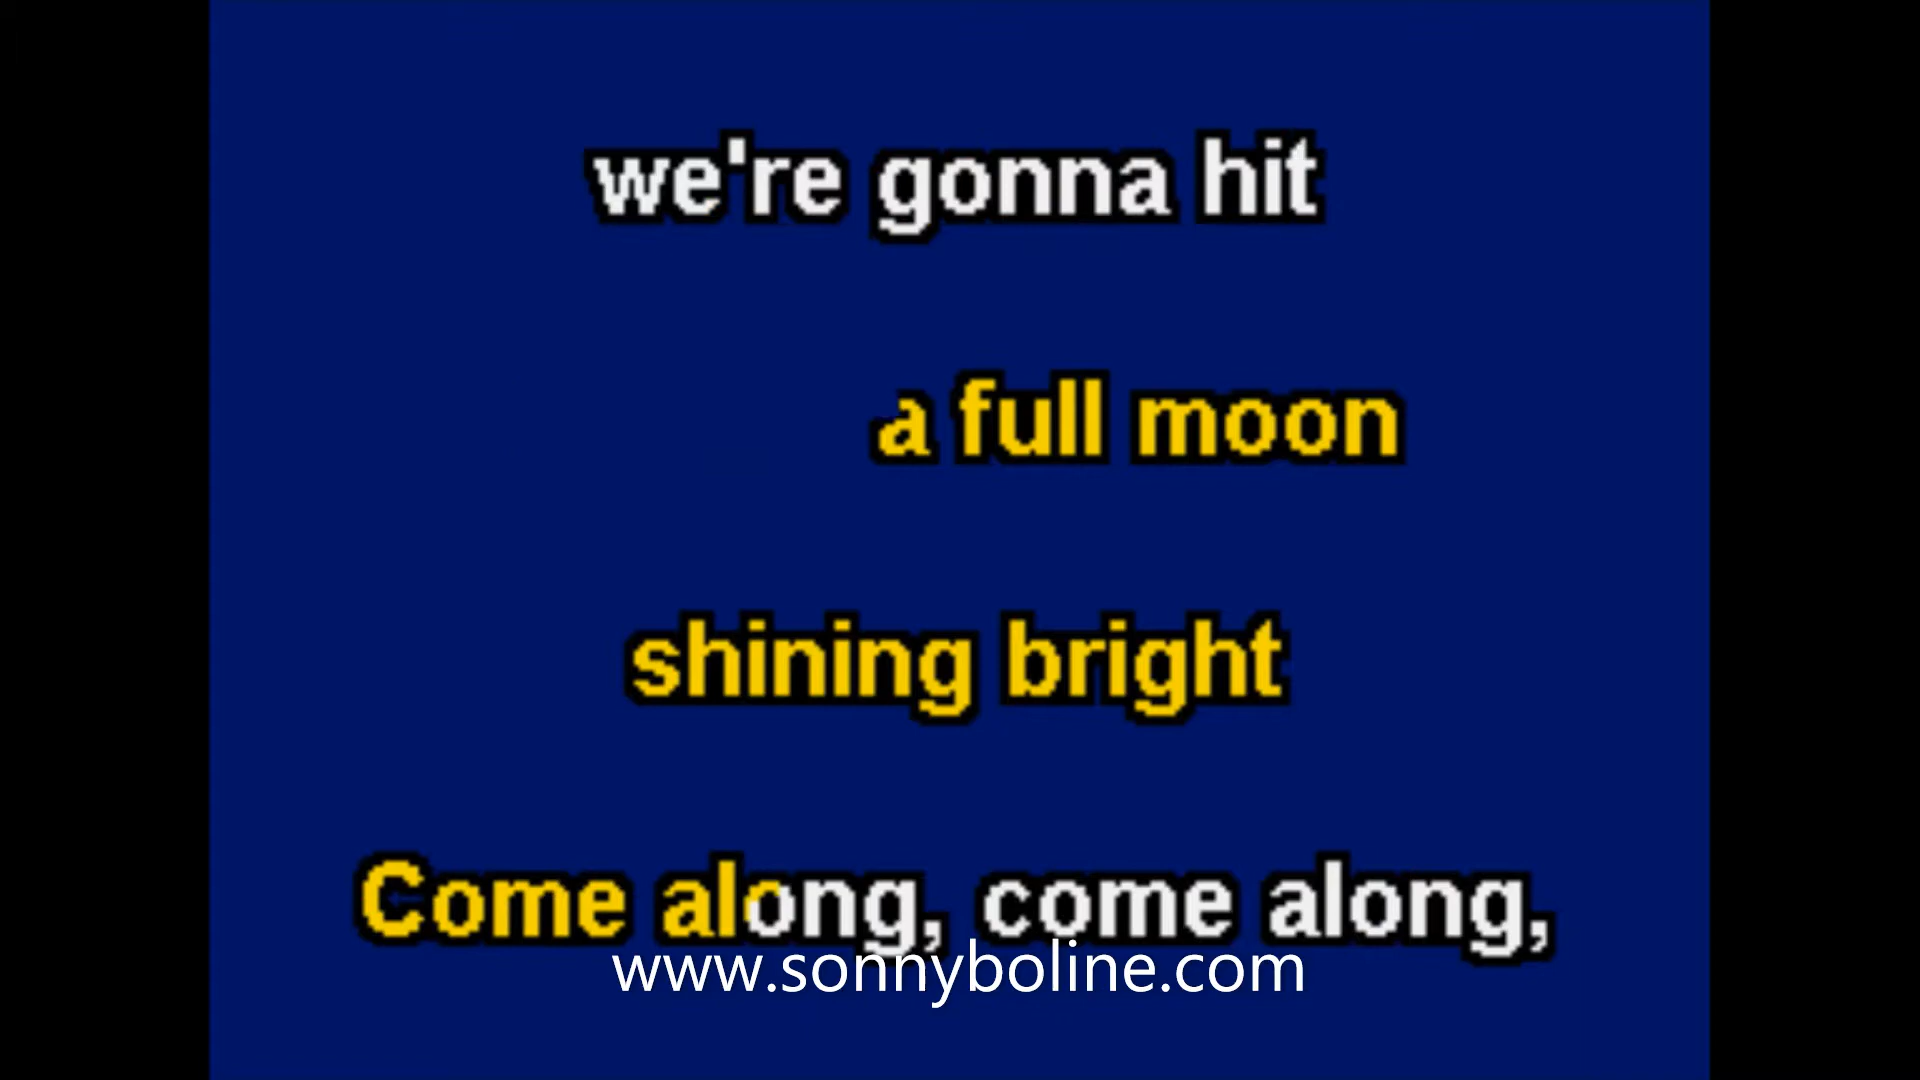 we're gonna hit
a full moon
shining bright
Come along, come along,
www.sonnyboline.com